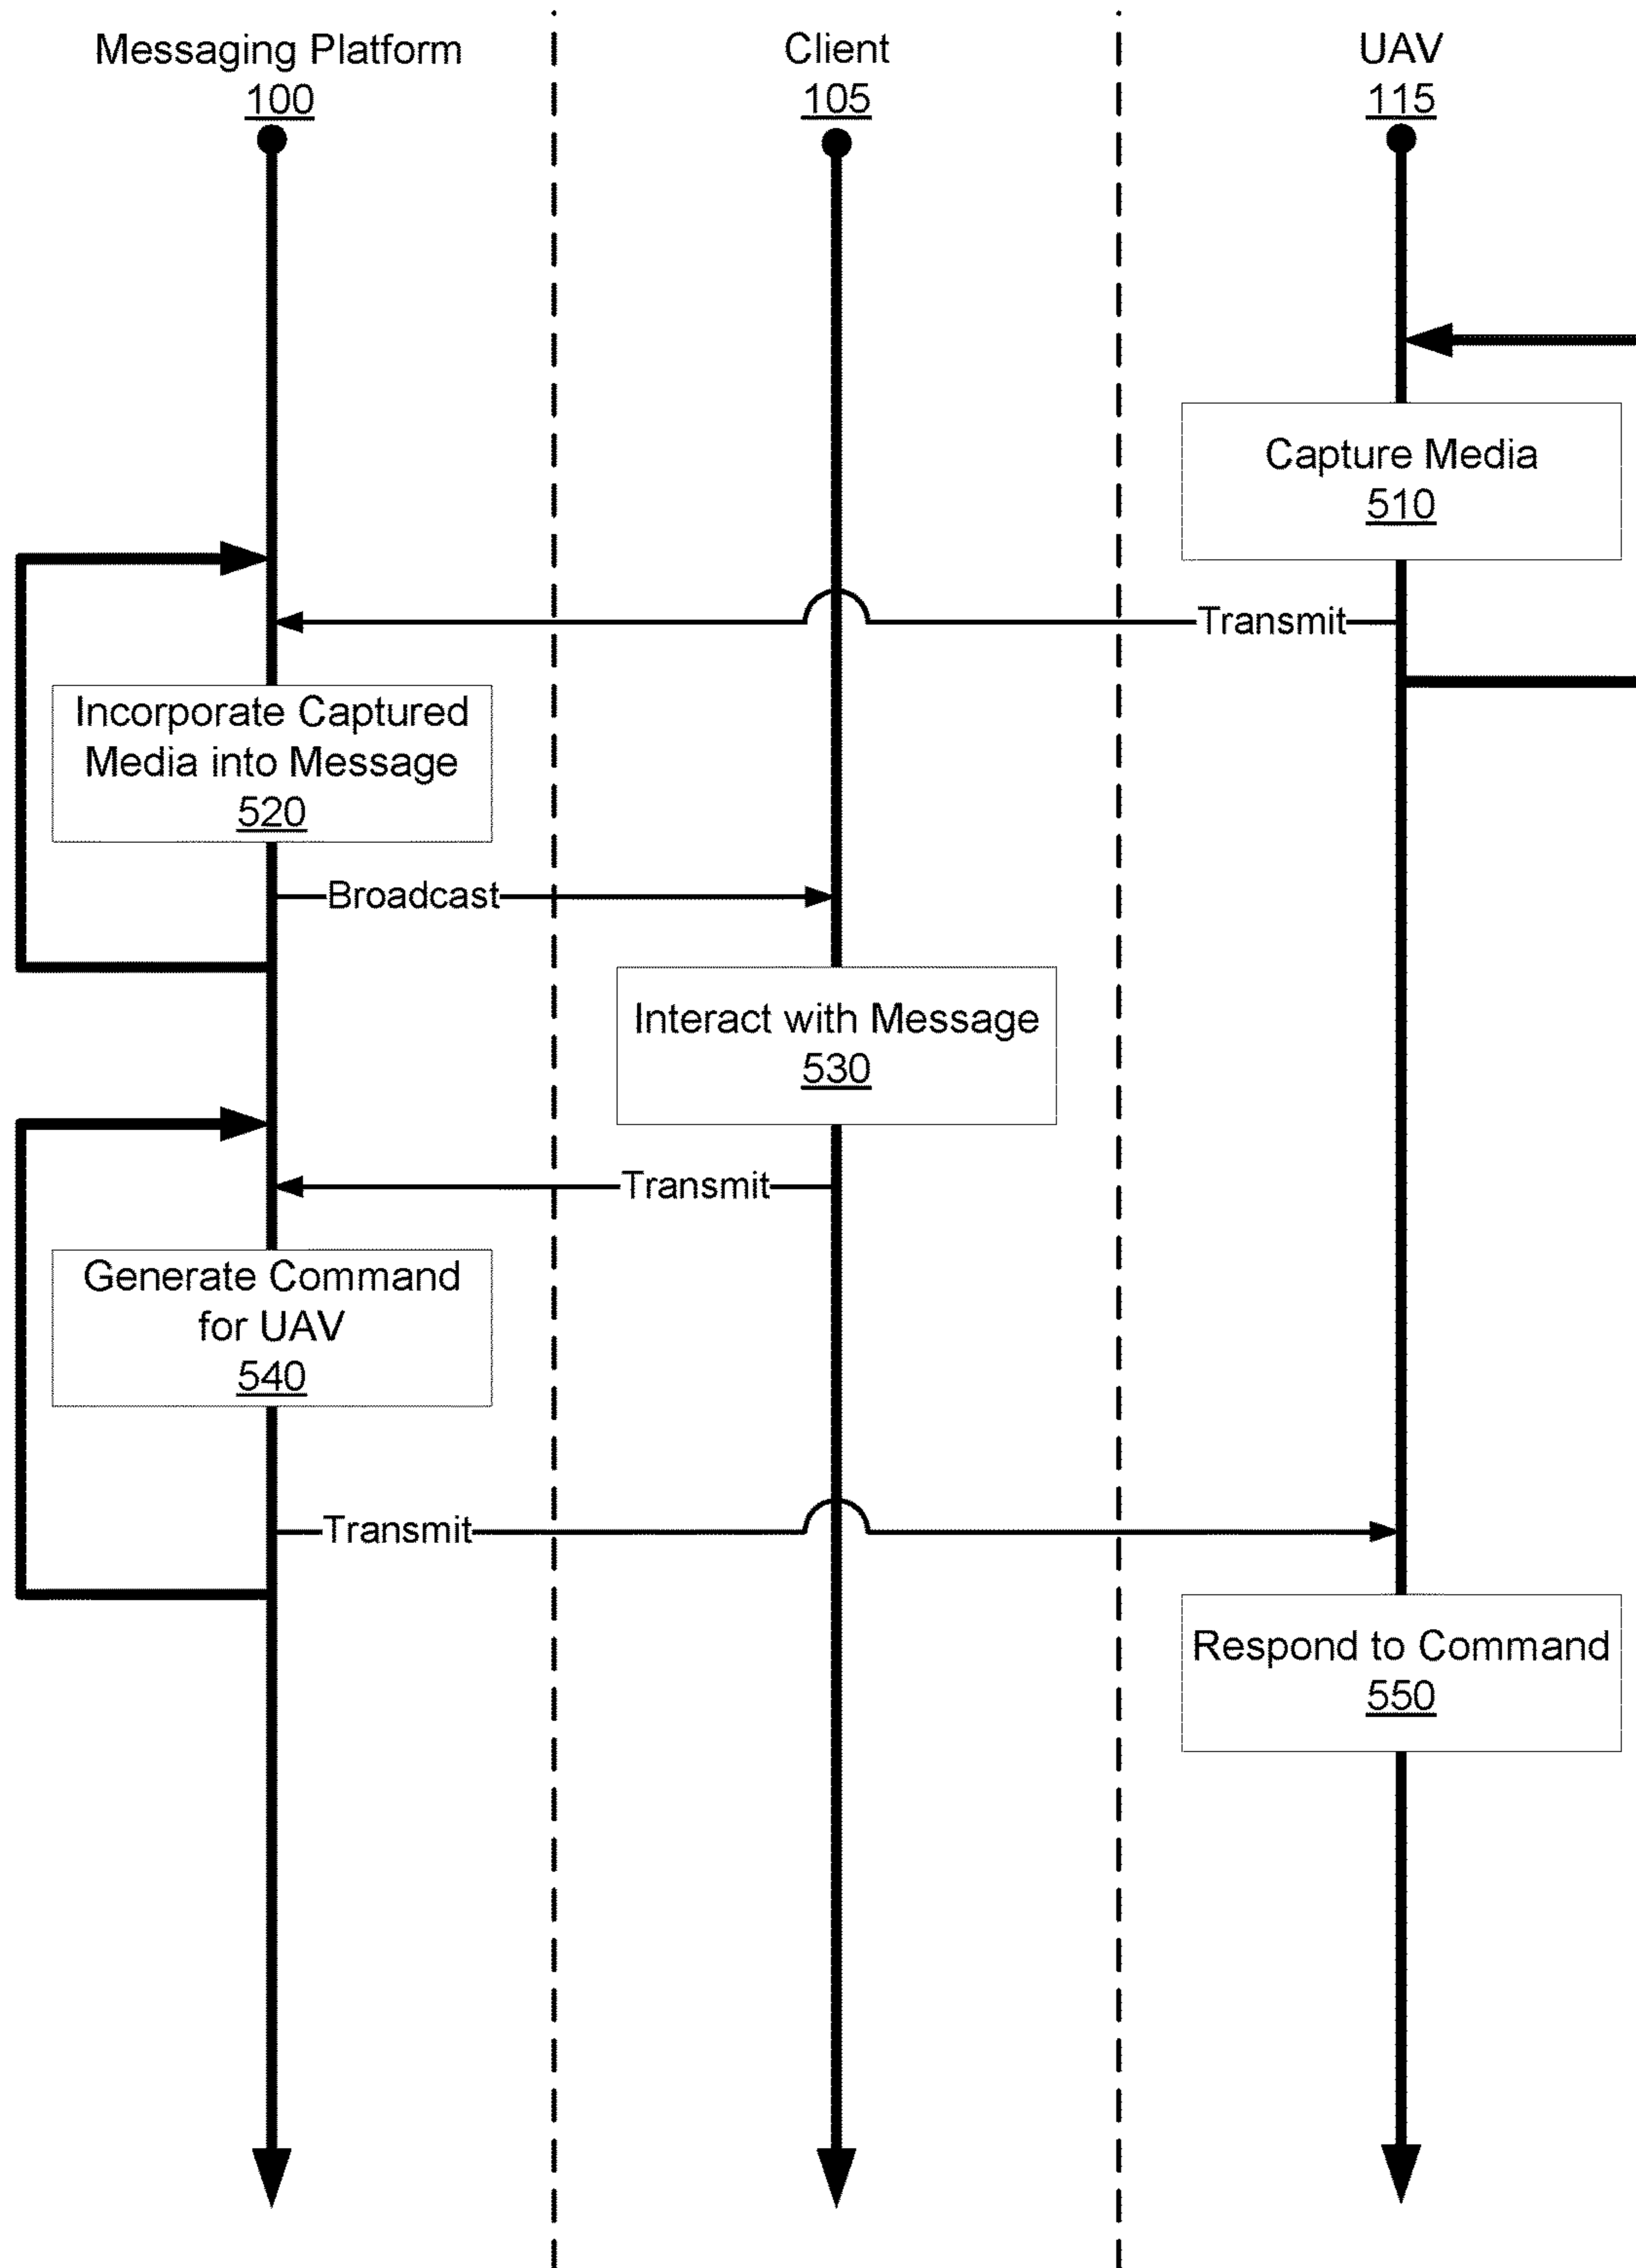 Messaging Platform
100
Client
105
UAV
115
Capture Media
510
Transmit
Incorporate Captured
Media into Message
520
Broadcast
Interact with Message
530
Transmit
Generate Command
for UAV
540
Transmit
Respond to Command
550